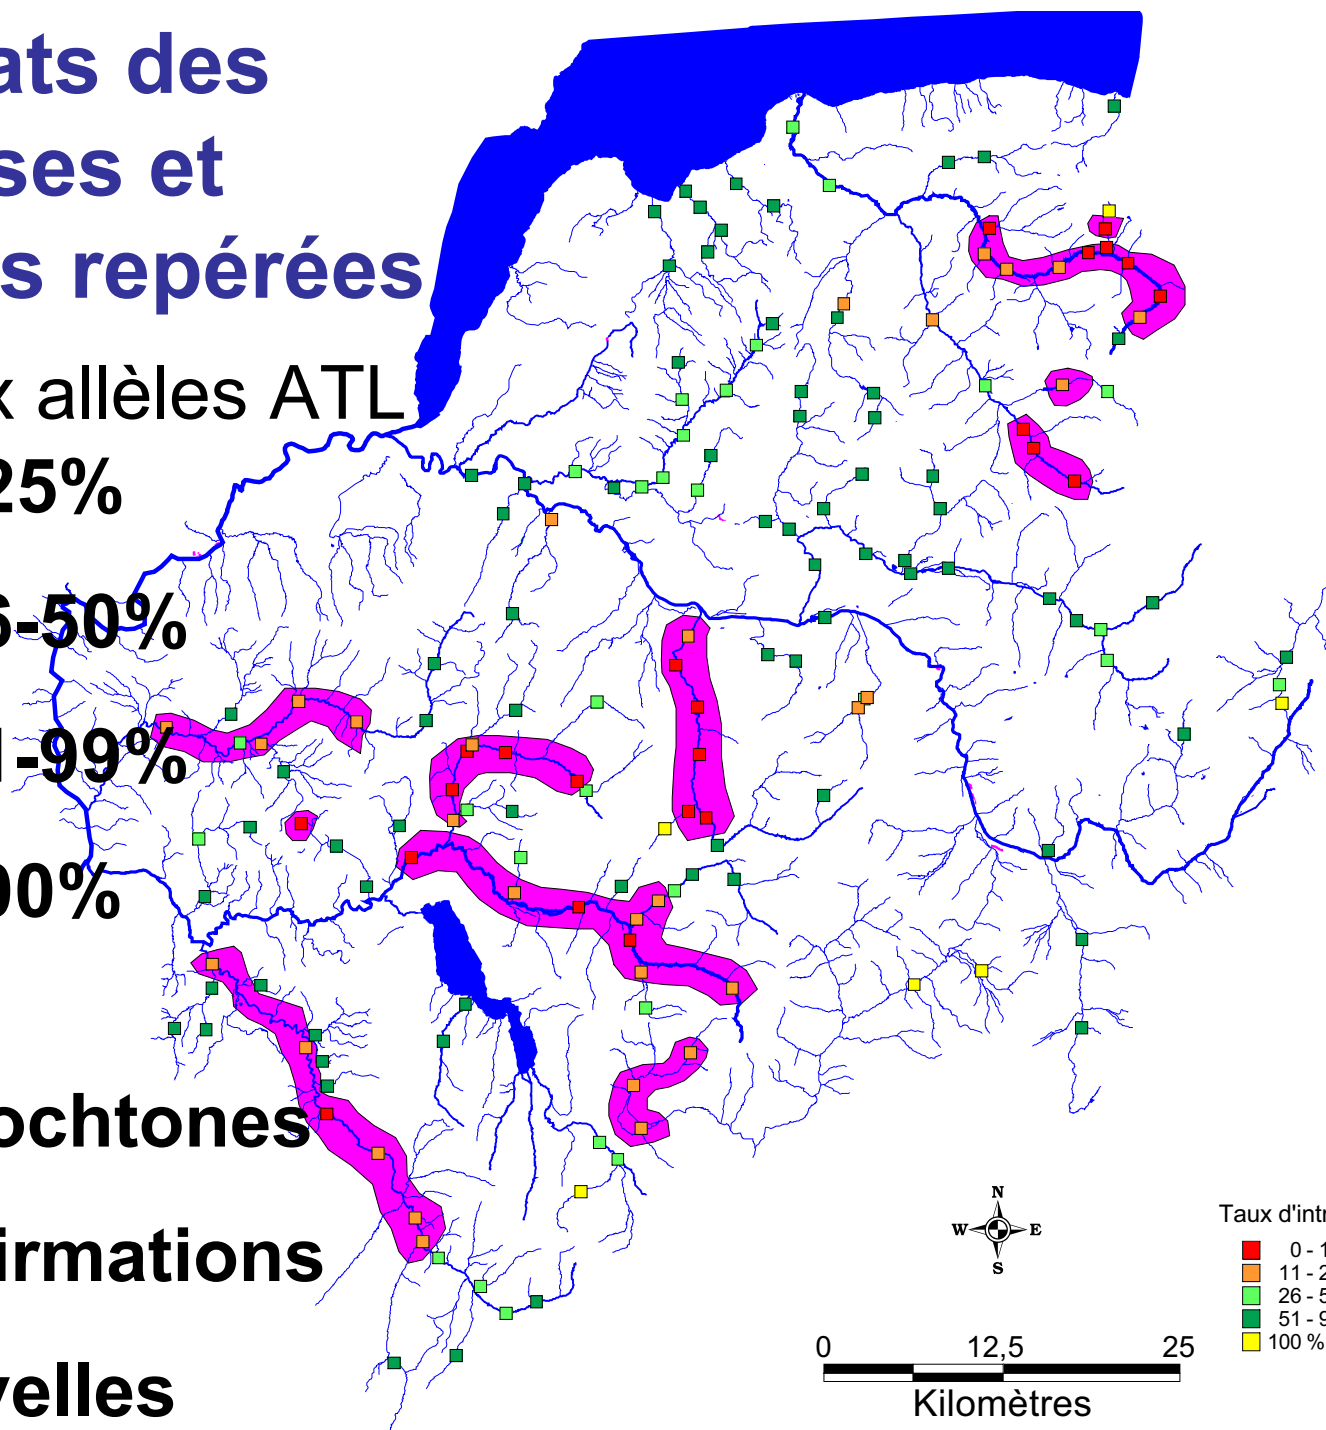 ats des
ses et
s repérées
x allèles ATL
25%
6-50%
1-99%
00%
ochtones
irmations
velles
N
W E
S
Taux d'intr
0 - 1
11 - 2
26 - 5
51 - 9
100 %
0 12,5 25
Kilomètres